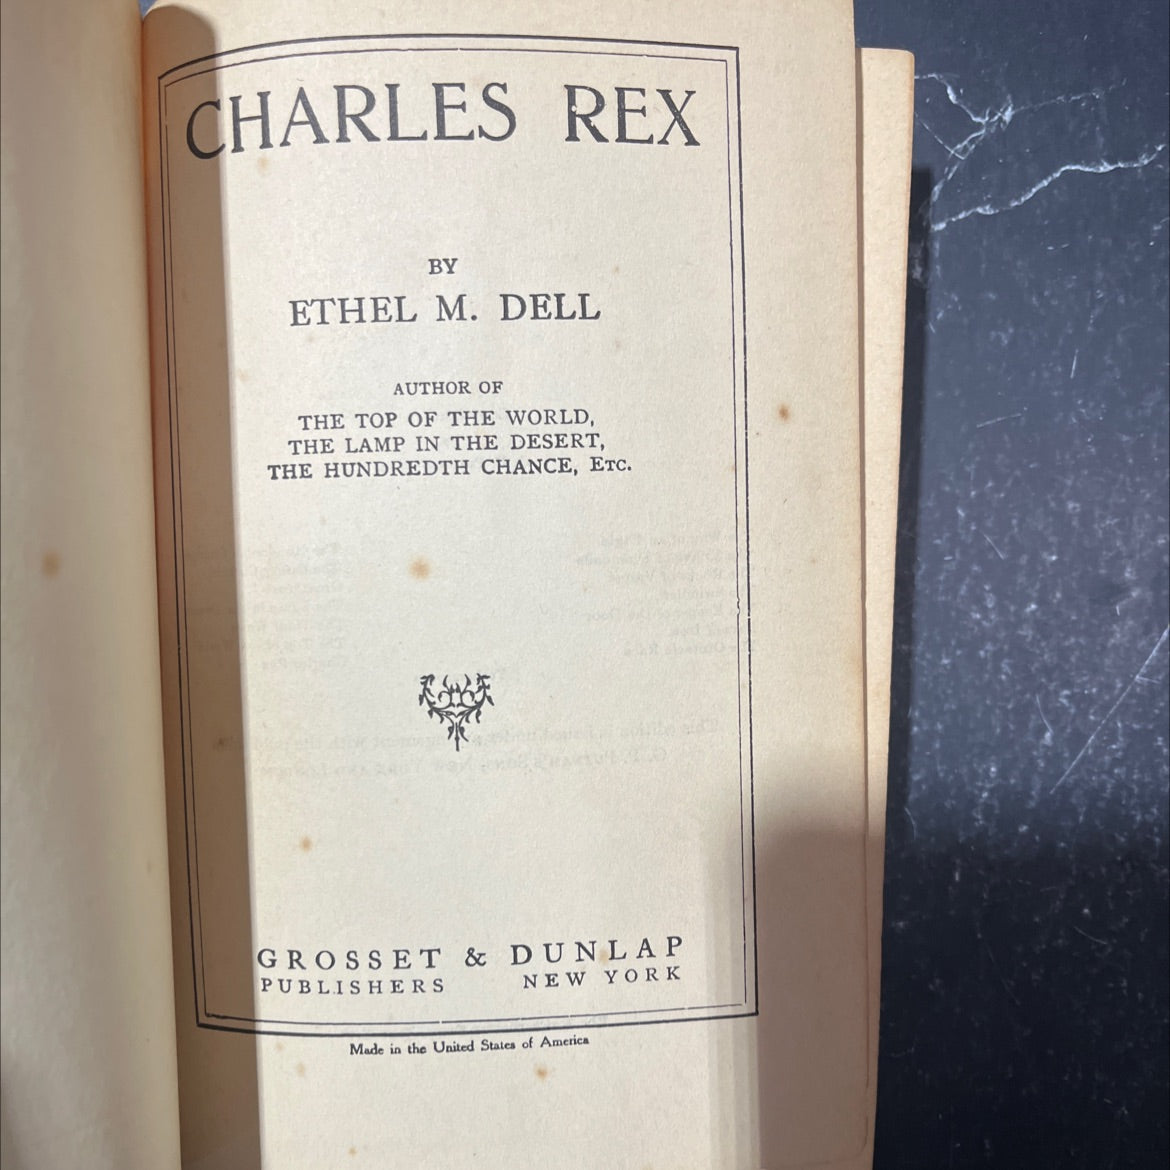 CHARLES REX
BY
ETHEL M. DELL
AUTHOR OF
THE TOP OF THE WORLD,
THE LAMP IN THE DESERT,
THE HUNDREDTH CHANCE, ETC.
GROSSET & DUNLAP
PUBLISHERS NEW YORK
Made in the United States of America